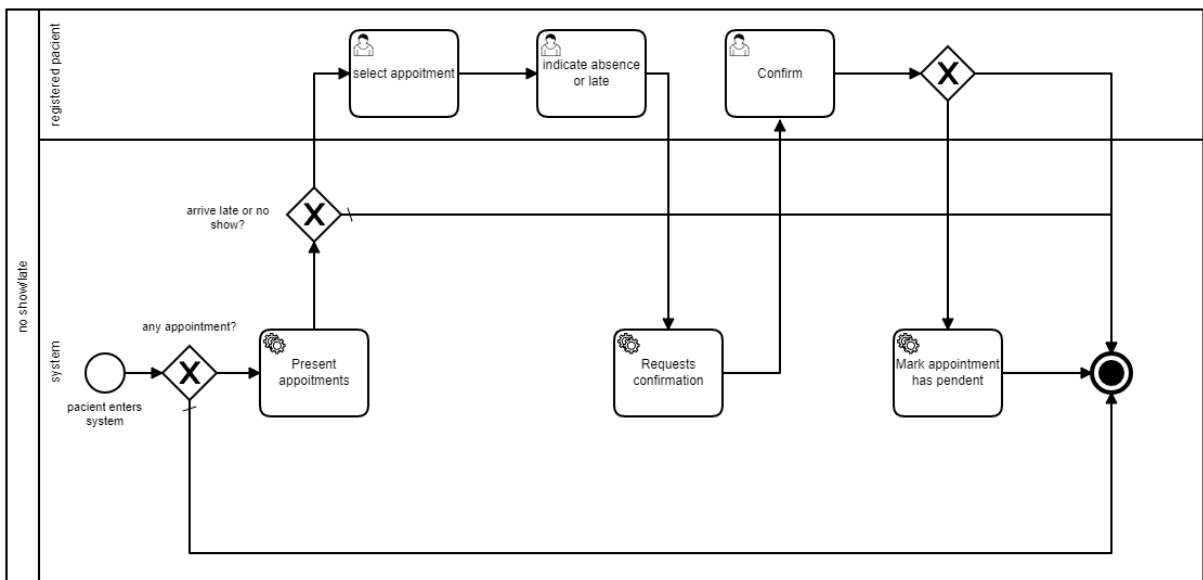 no show/late
registered pacient
select appoitment
indicate absence
or late
Confirm
system
arrive late or no
show?
any appointment?
pacient enters
system
Present
appoitments
Requests
confirmation
Mark appointment
has pendent